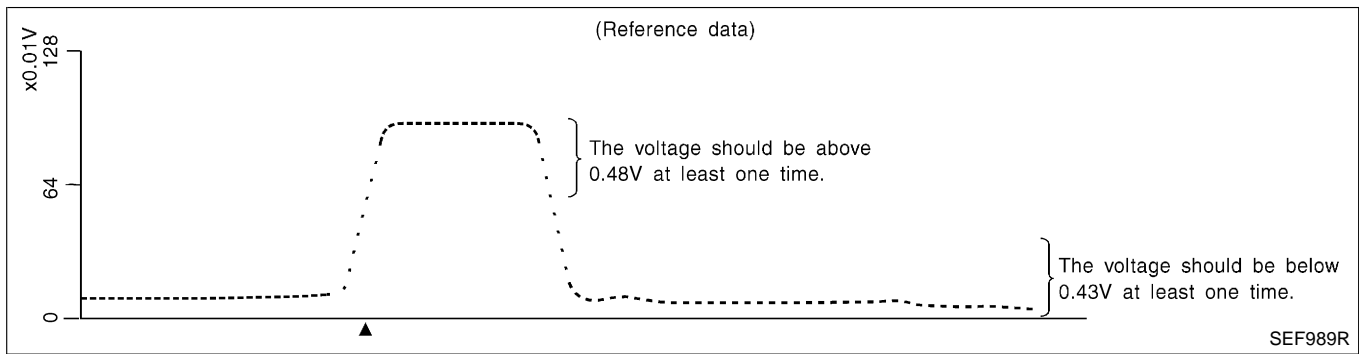 (Reference data)
x0.01V
128
64
0
The voltage should be above
0.48V at least one time.
The voltage should be below
0.43V at least one time.
SEF989R